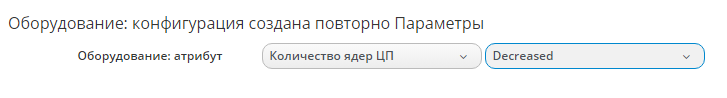 Оборудование: конфигурация создана повторно Параметры
Оборудование: атрибут Количество ядер ЦП Decreased